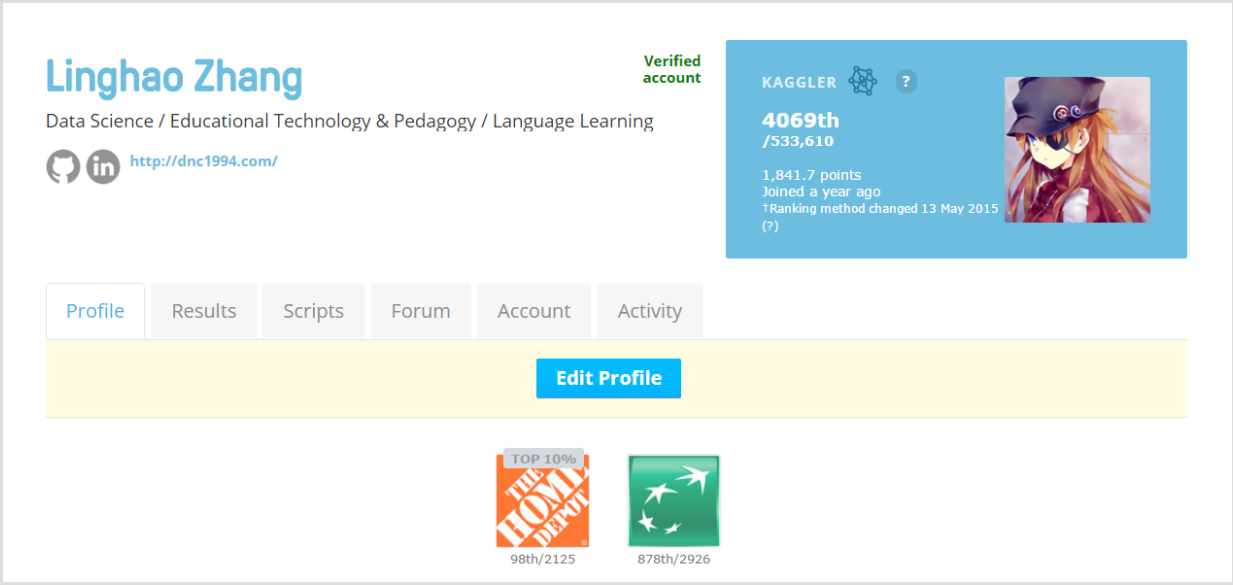 Linghao Zhang
Verified
account
Data Science / Educational Technology & Pedagogy / Language Learning
in
http://dnc1994.com/
KAGGLER
?
4069th
/533,610
1,841.7 points
Joined a year ago
†Ranking method changed 13 May 2015
(?)
Profile
Results
Scripts
Forum
Account
Activity
Edit Profile
TOP 10%
THE
HOME
DEPOT
®
98th/2125
878th/2926